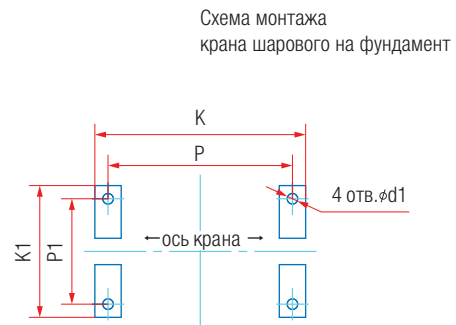 Схема монтажа
крана шарового на фундамент
K
P
4 отв.⌀d1
K1
P1
ось крана